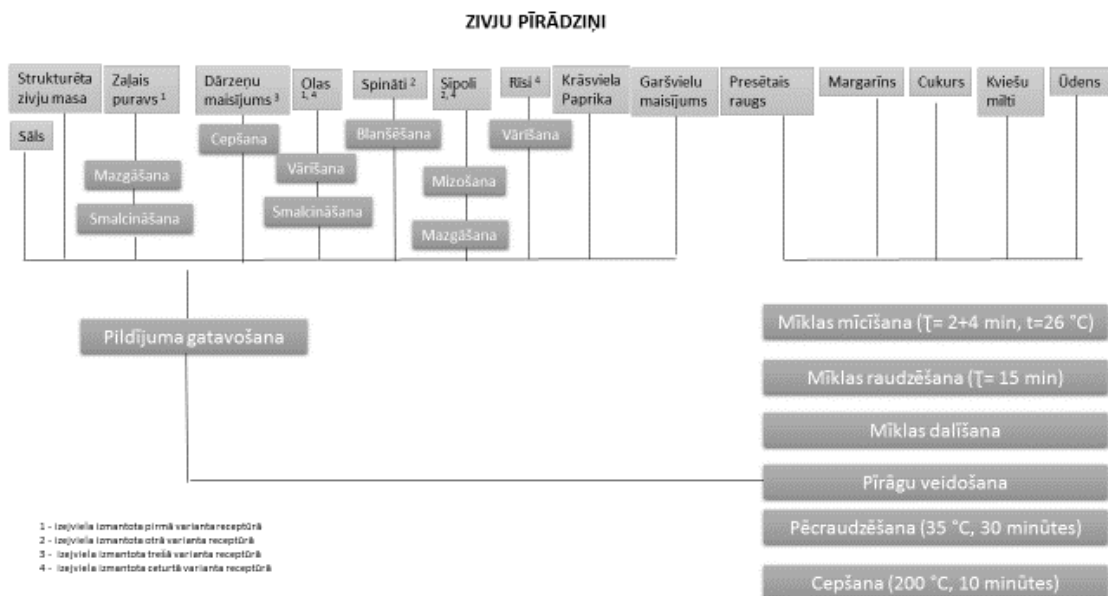 ZIVJU PĪRĀDZIŅI
Strukturēta
zivju masa
Zaļais
puravs 1
Dārzeņu
maisījums 3
Olas
1, 4
Spināti 2
Sīpoli
2, 4
Rīsi 4
Krāsviela
Paprika
Garšvielu
maisījums
Presētais
raugs
Margarīns
Cukurs
Kviešu
milti
Ūdens
Sāls
Cepšana
Blanšēšana
Vārīšana
Mazgāšana
Vārīšana
Mizošana
Smalcināšana
Smalcināšana
Mazgāšana
Pildījuma gatavošana
Mīklas mīcīšana (Ʈ= 2+4 min, t=26 °C)
Mīklas raudzēšana (Ʈ= 15 min)
Mīklas dalīšana
Pīrāgu veidošana
Pēcraudzēšana (35 °C, 30 minūtes)
Cepšana (200 °C, 10 minūtes)
1 - izejviela izmantota pirmā varianta receptūrā
2 - izejviela izmantota otrā varianta receptūrā
3 - izejviela izmantota trešā varianta receptūrā
4 - izejviela izmantota ceturtā varianta receptūrā